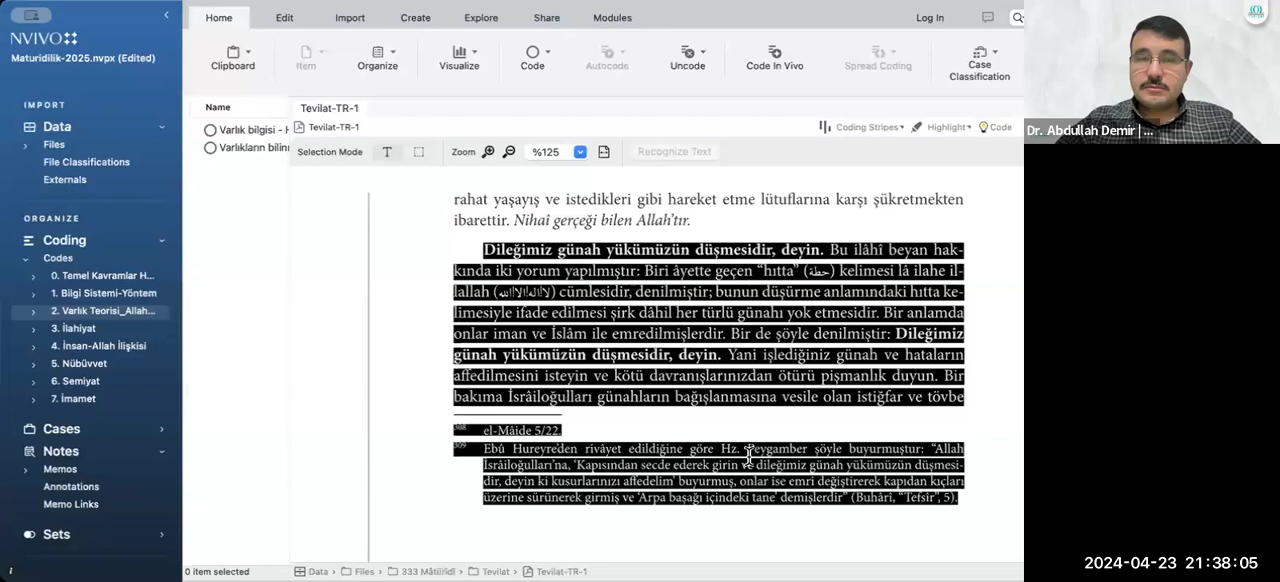 Home Edit Import Create Explore Share Modules Log In
NVIVO
Maturidilik-2025.nvpx (Edited)
Clipboard Item Organize Visualize Code Autocode Uncode Code In Vivo Spread Coding Case Classification
IMPORT
Data
Files
File Classifications
Externals
ORGANIZE
Coding
Codes
0. Temel Kavramlar H...
1. Bilgi Sistemi-Yöntem
2. Varlık Teorisi_Allah...
3. İlahiyat
4. İnsan-Allah İlişkisi
5. Nübüvvet
6. Semiyat
7. İmamet
Cases
Notes
Memos
Annotations
Memo Links
Sets
Name
Varlık bilgisi - H
Varlıkların bilinm
Tevilat-TR-1
Tevilat-TR-1
Coding Stripes Highlight Code
Selection Mode T Zoom %125 Recognize Text
rahat yaşayış ve istedikleri gibi hareket etme lütuflarına karşı şükretmekten
ibarettir. Nihaî gerçeği bilen Allah'tır.
Dileğimiz günah yükümüzün düşmesidir, deyin. Bu ilâhî beyan hak-
kında iki yorum yapılmıştır: Biri âyette geçen “hıtta” (حطة) kelimesi lâ ilahe il-
lallah (لا إله إلا الله) cümlesidir, denilmiştir; bunun düşürme anlamındaki hıtta ke-
limesiyle ifade edilmesi şirk dâhil her türlü günahı yok etmesidir. Bir anlamda
onlar iman ve İslâm ile emredilmişlerdir. Bir de şöyle denilmiştir: Dileğimiz
günah yükümüzün düşmesidir, deyin. Yani işlediğiniz günah ve hataların
affedilmesini isteyin ve kötü davranışlarınızdan ötürü pişmanlık duyun. Bir
bakıma İsrâiloğulları günahların bağışlanmasına vesile olan istiğfar ve tövbe
308 el-Mâide 5/22.
309 Ebû Hureyre'den rivâyet edildiğine göre Hz. Peygamber şöyle buyurmuştur: “Allah
İsrâiloğulları'na, ‘Kapısından secde ederek girin ve dileğimiz günah yükümüzün düşmesi-
dir, deyin ki kusurlarınızı affedelim’ buyurmuş, onlar ise emri değiştirerek kapıdan kıçları
üzerine sürünerek girmiş ve ‘Arpa başağı içindeki tane’ demişlerdir” (Buhârî, “Tefsîr”, 5).
0 item selected
Data Files 333 Mâtürîdî Tevilat Tevilat-TR-1
Dr. Abdullah Demir | ...
2024-04-23 21:38:05